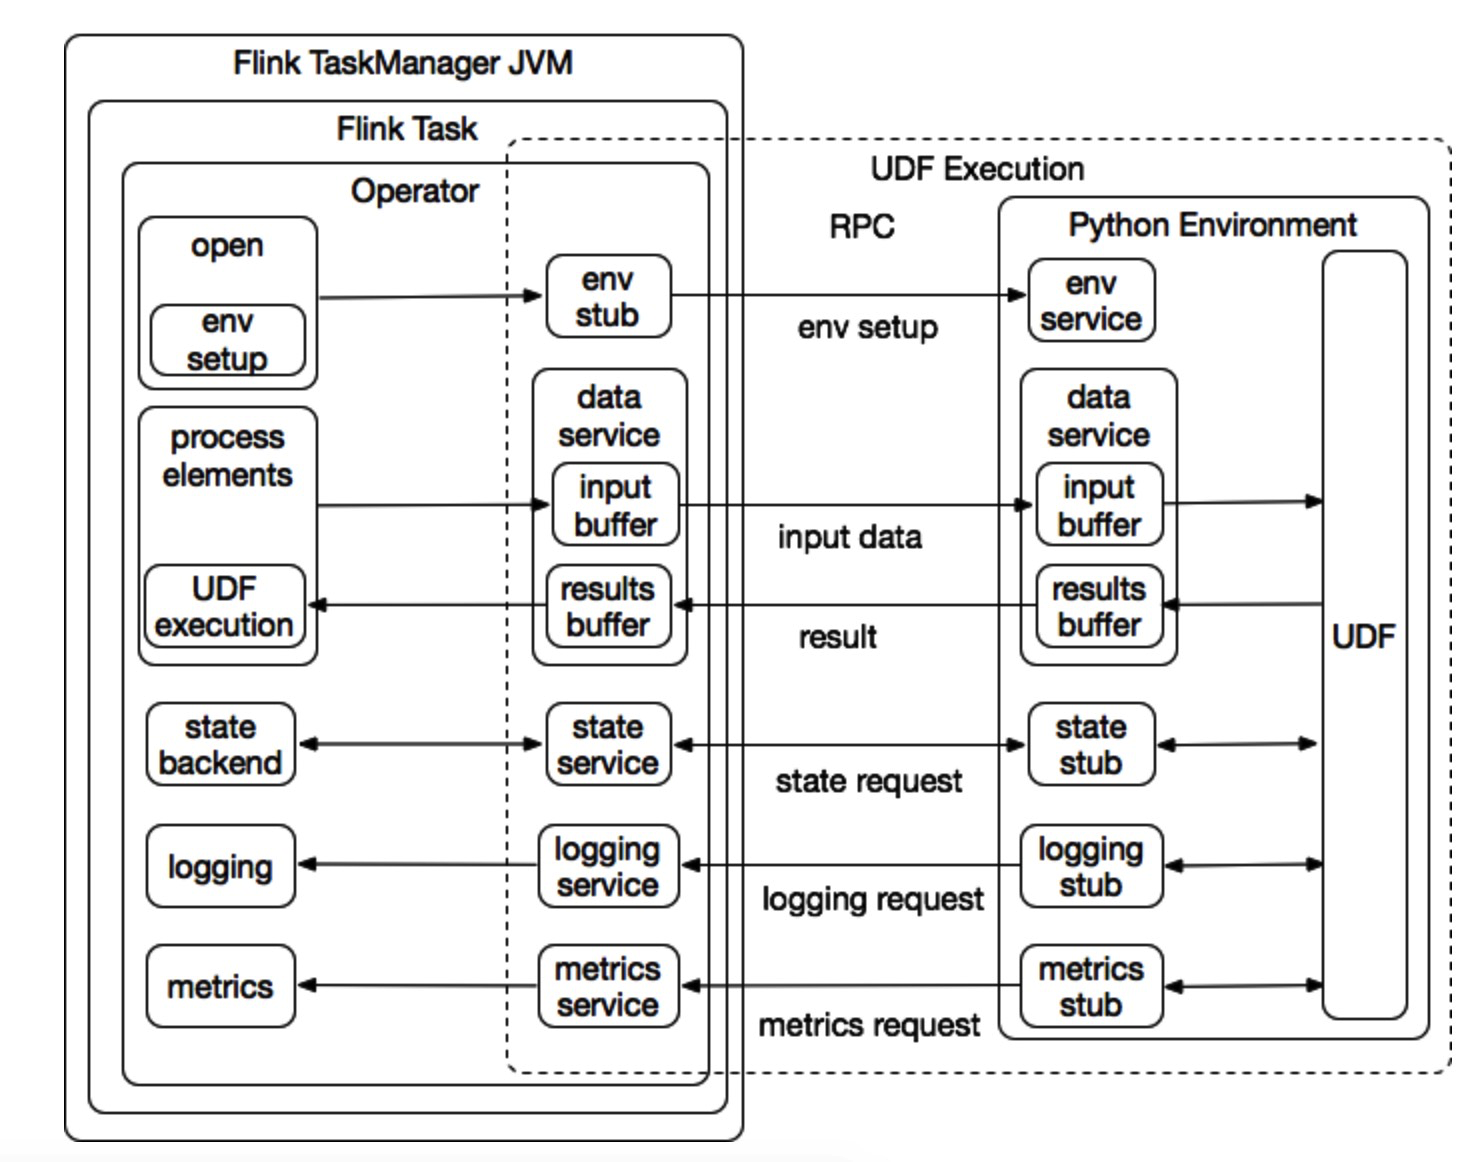 Flink TaskManager JVM
Flink Task
UDF Execution
Operator
RPC
Python Environment
open
env
setup
env
stub
env setup
env
service
process
elements
data
service
input
buffer
input data
data
service
input
buffer
UDF
execution
results
buffer
result
results
buffer
UDF
state
backend
state
service
state request
state
stub
logging
logging
service
logging request
logging
stub
metrics
metrics
service
metrics request
metrics
stub